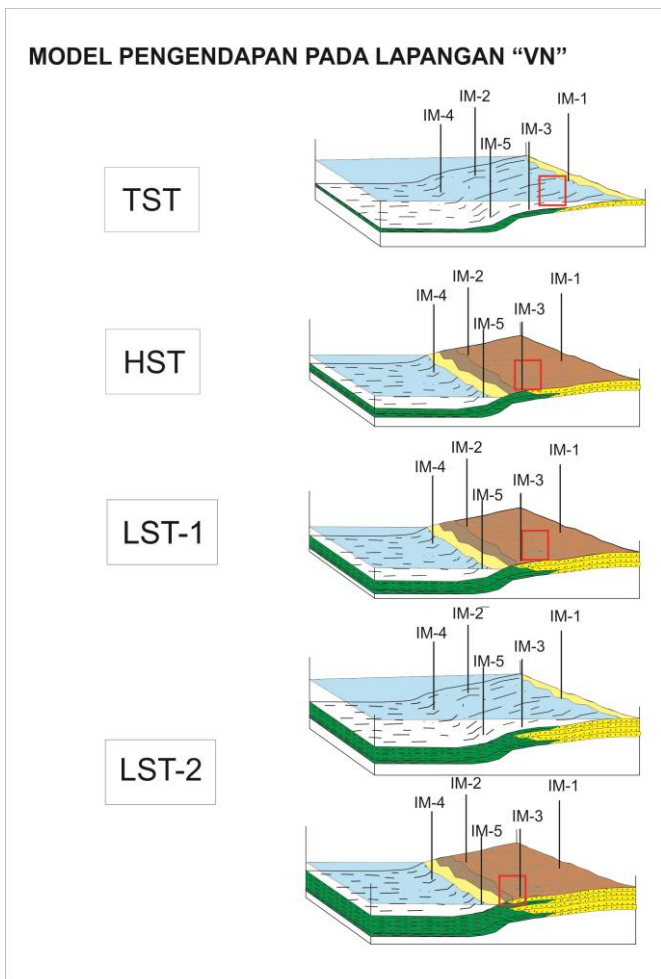 MODEL PENGENDAPAN PADA LAPANGAN “VN”
TST
IM-4
IM-2
IM-5
IM-3
IM-1
HST
IM-4
IM-2
IM-5
IM-3
IM-1
LST-1
IM-4
IM-2
IM-5
IM-3
IM-1
LST-2
IM-4
IM-2
IM-5
IM-3
IM-1
IM-4
IM-2
IM-5
IM-3
IM-1